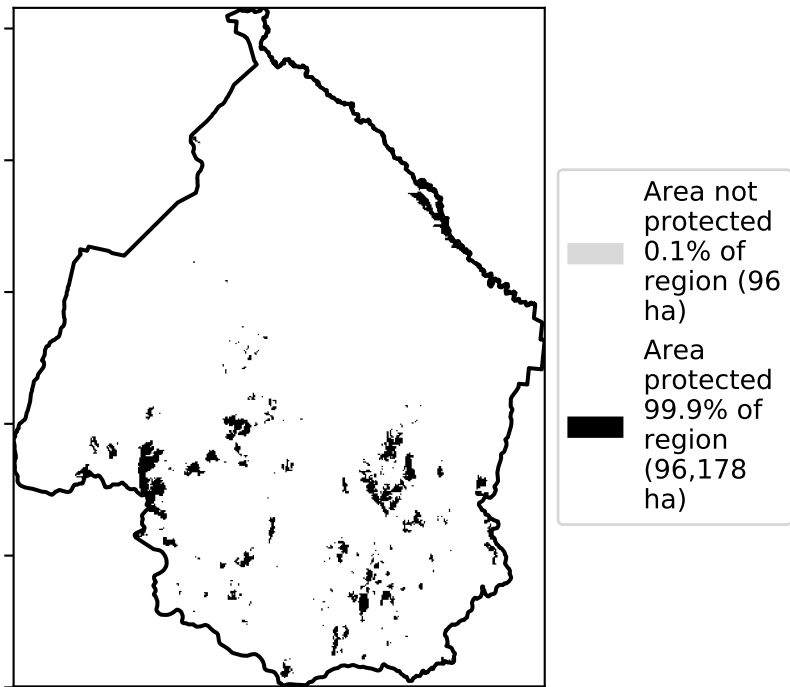 Area not
protected
0.1% of
region (96
ha)
Area
protected
99.9% of
region
(96,178
ha)